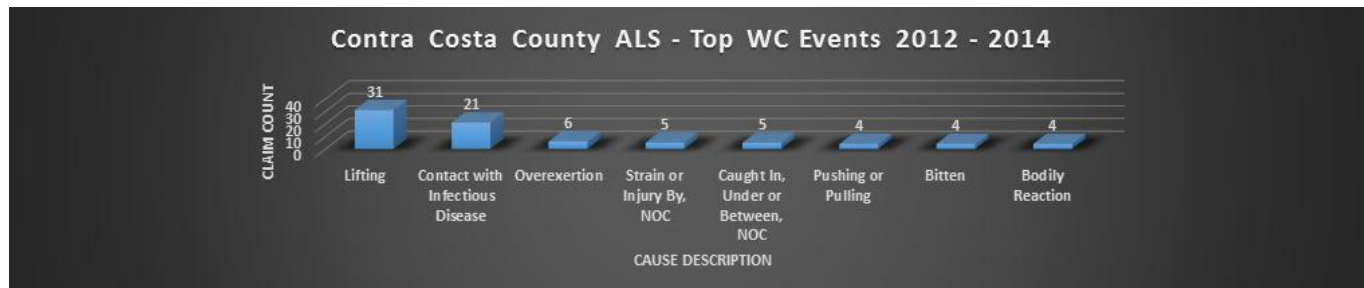 Contra Costa County ALS - Top WC Events 2012 - 2014
CLAIM COUNT
40
30
20
10
0
31
21
6
5
5
4
4
4
Lifting
Contact with
Infectious
Disease
Overexertion
Strain or
Injury By,
NOC
Caught In,
Under or
Between,
NOC
Pushing or
Pulling
Bitten
Bodily
Reaction
CAUSE DESCRIPTION